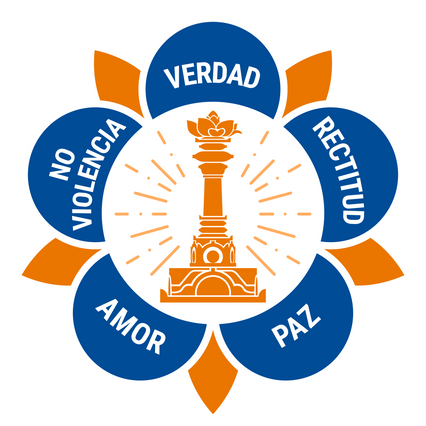 VERDAD
RECTITUD
PAZ
AMOR
NO
VIOLENCIA